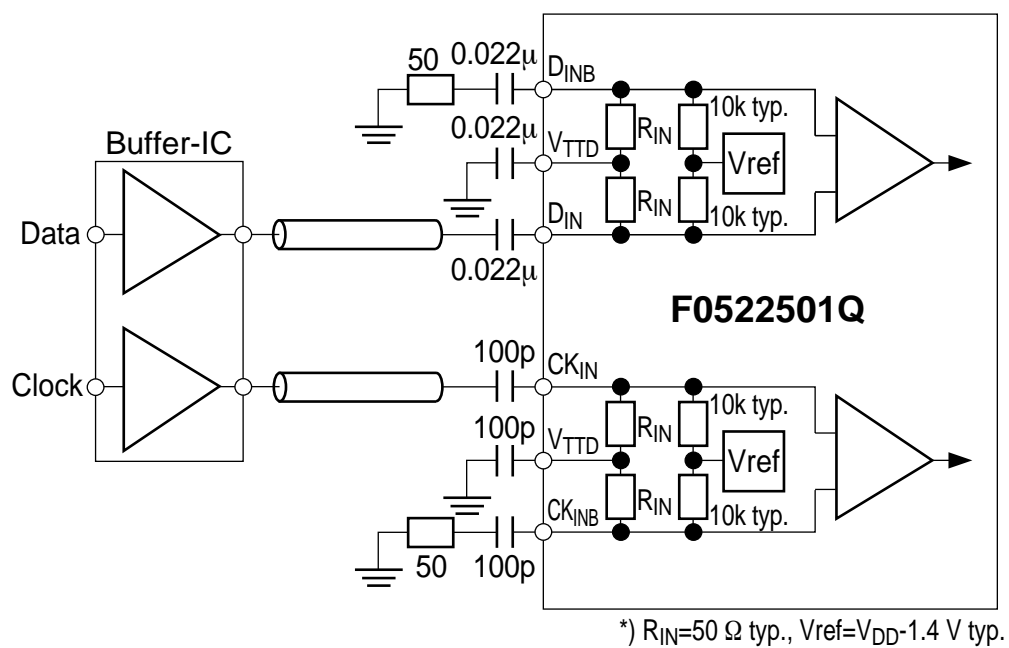 50
0.022µ
DINB
0.022µ
RIN
10k typ.
Buffer-IC
VTTD
Vref
RIN
Data
DIN
10k typ.
0.022µ
F0522501Q
100p
CKIN
Clock
10k typ.
100p
RIN
VTTD
Vref
RIN
CKINB
10k typ.
50
100p
*) RIN=50 Ω typ., Vref=VDD-1.4 V typ.